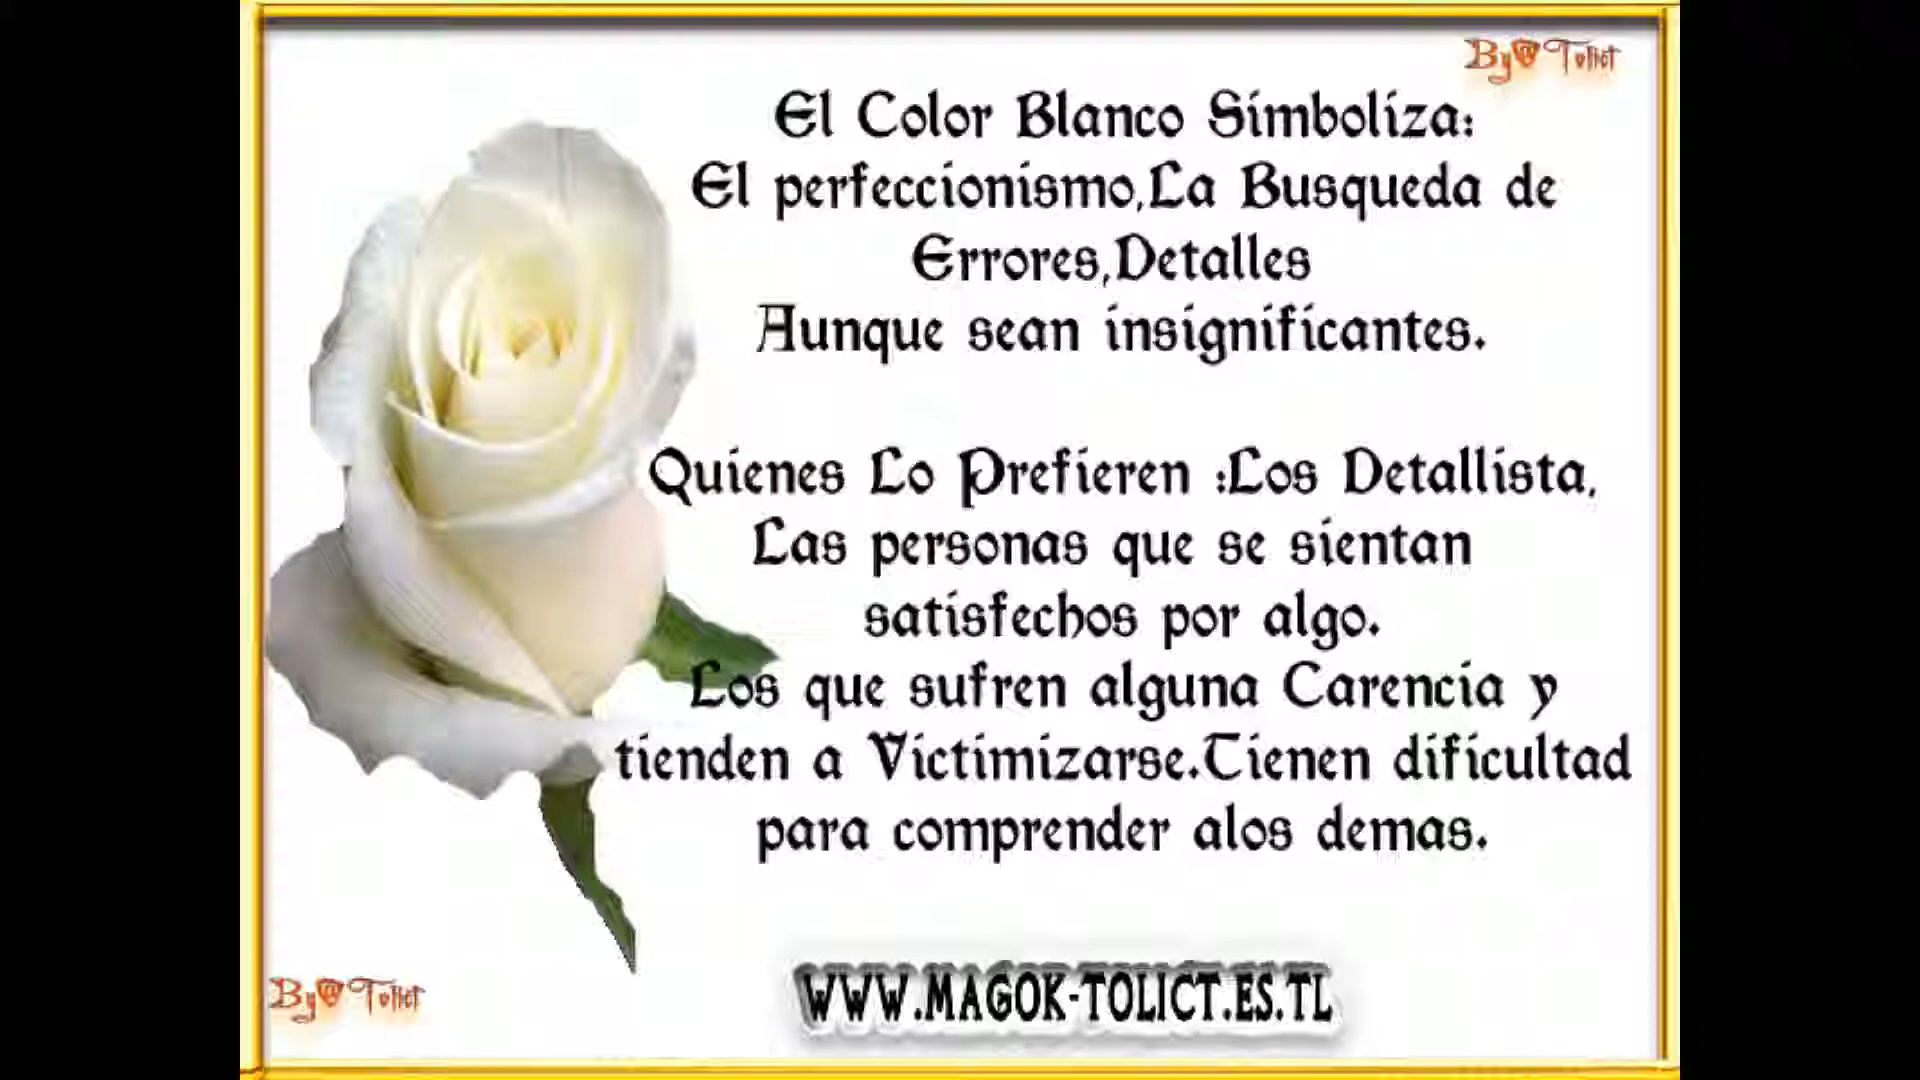 By Tolict
El Color Blanco Simboliza:
El perfeccionismo,La Busqueda de
Errores,Detalles
Aunque sean insignificantes.
Quienes Lo Prefieren :Los Detallista,
Las personas que se sientan
satisfechos por algo.
Los que sufren alguna Carencia y
tienden a Victimizarse.Tienen dificultad
para comprender alos demas.
By Tolict
WWW.MAGOK-TOLICT.ES.TL